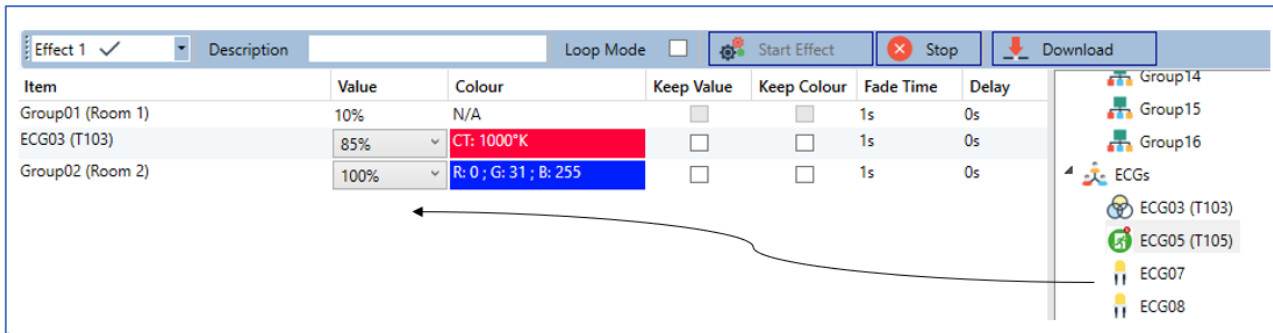 Effect 1 Description Loop Mode Start Effect Stop Download
Item Value Colour Keep Value Keep Colour Fade Time Delay
Group01 (Room 1) 10% N/A 1s 0s
ECG03 (T103) 85% CT: 1000°K 1s 0s
Group02 (Room 2) 100% R: 0 ; G: 31 ; B: 255 1s 0s
Group14
Group15
Group16
ECGs
ECG03 (T103)
ECG05 (T105)
ECG07
ECG08